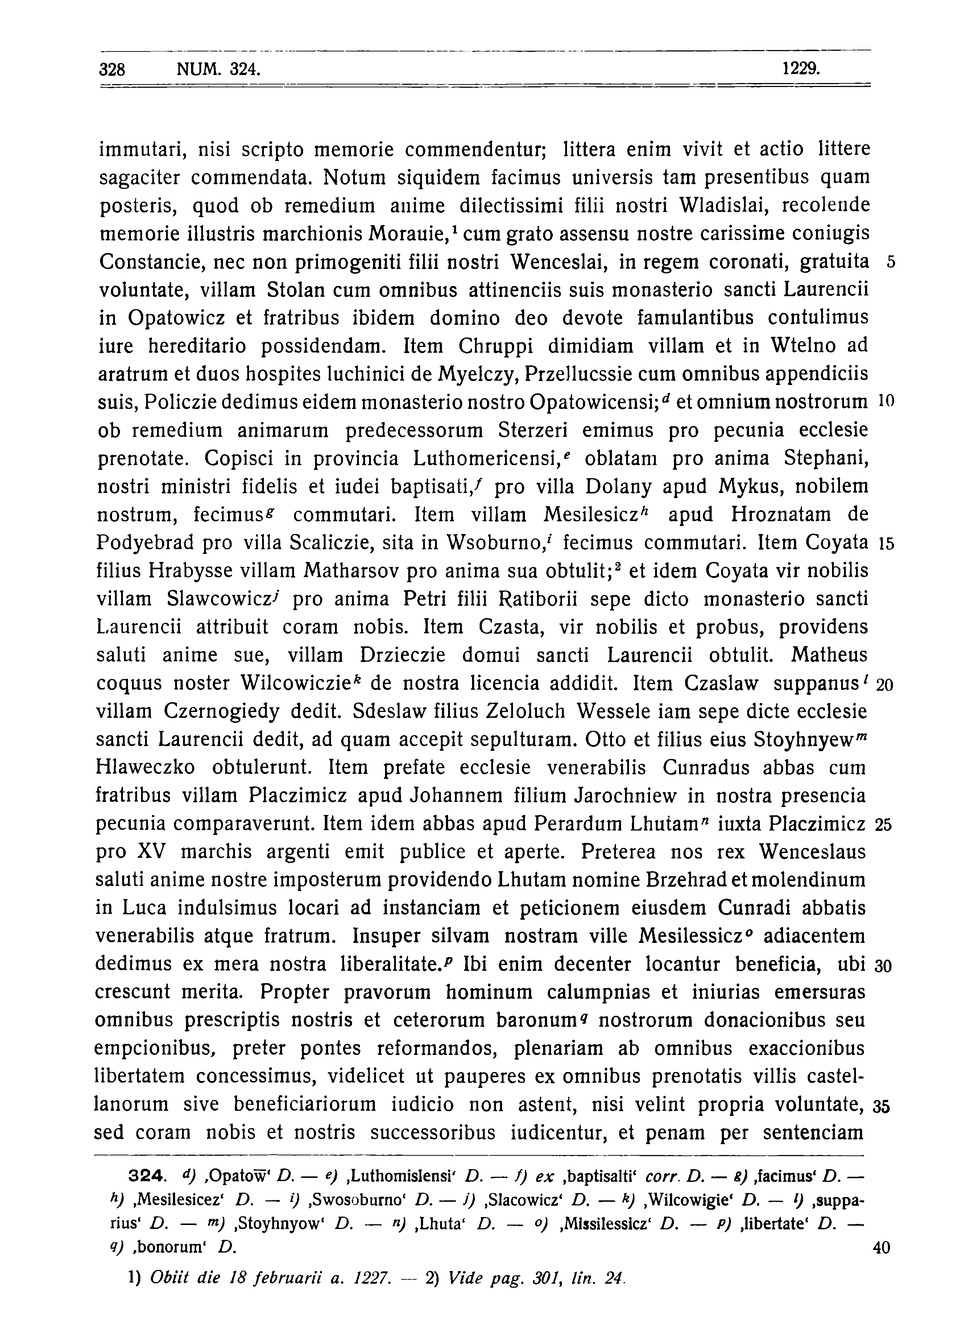 328 NUM. 324. 1229.
immutari, nisi scripto memorie commendentur; littera enim vivit et actio littere
sagaciter commendata. Notum siquidem facimus universis tam presentibus quam
posteris, quod ob remedium anime dilectissimi filii nostri Wladislai, recolende
memorie illustris marchionis Morauie,¹ cum grato assensu nostre carissime coniugis
Constancie, nec non primogeniti filii nostri Wenceslai, in regem coronati, gratuita 5
voluntate, villam Stolan cum omnibus attinenciis suis monasterio sancti Laurencii
in Opatowicz et fratribus ibidem domino deo devote famulantibus contulimus
iure hereditario possidendam. Item Chruppi dimidiam villam et in Wtelno ad
aratrum et duos hospites luchinici de Myelczy, Przellucssie cum omnibus appendiciis
suis, Policzie dedimus eidem monasterio nostro Opatowicensi;ᵈ et omnium nostrorum 10
ob remedium animarum predecessorum Sterzeri emimus pro pecunia ecclesie
prenotate. Copisci in provincia Luthomericensi,ᵉ oblatam pro anima Stephani,
nostri ministri fidelis et iudei baptisati,ᶠ pro villa Dolany apud Mykus, nobilem
nostrum, fecimusᵍ commutari. Item villam Mesilesiczʰ apud Hroznatam de
Podyebrad pro villa Scaliczie, sita in Wsoburno,ⁱ fecimus commutari. Item Coyata 15
filius Hrabysse villam Matharsov pro anima sua obtulit;² et idem Coyata vir nobilis
villam Slawcowiczʲ pro anima Petri filii Ratiborii sepe dicto monasterio sancti
Laurencii attribuit coram nobis. Item Czasta, vir nobilis et probus, providens
saluti anime sue, villam Drzieczie domui sancti Laurencii obtulit. Matheus
coquus noster Wilcowiczieᵏ de nostra licencia addidit. Item Czaslaw suppanusˡ 20
villam Czernogiedy dedit. Sdeslaw filius Zeloluch Wessele iam sepe dicte ecclesie
sancti Laurencii dedit, ad quam accepit sepulturam. Otto et filius eius Stoyhnyewᵐ
Hlaweczko obtulerunt. Item prefate ecclesie venerabilis Cunradus abbas cum
fratribus villam Placzimicz apud Johannem filium Jarochniew in nostra presencia
pecunia comparaverunt. Item idem abbas apud Perardum Lhutamⁿ iuxta Placzimicz 25
pro XV marchis argenti emit publice et aperte. Preterea nos rex Wenceslaus
saluti anime nostre imposterum providendo Lhutam nomine Brzehrad et molendinum
in Luca indulsimus locari ad instanciam et peticionem eiusdem Cunradi abbatis
venerabilis atque fratrum. Insuper silvam nostram ville Mesilessiczᵒ adiacentem
dedimus ex mera nostra liberalitate.ᵖ Ibi enim decenter locantur beneficia, ubi 30
crescunt merita. Propter pravorum hominum calumpnias et iniurias emersuras
omnibus prescriptis nostris et ceterorum baronum𐞥 nostrorum donacionibus seu
empcionibus, preter pontes reformandos, plenariam ab omnibus exaccionibus
libertatem concessimus, videlicet ut pauperes ex omnibus prenotatis villis castel-
lanorum sive beneficiariorum iudicio non astent, nisi velint propria voluntate, 35
sed coram nobis et nostris successoribus iudicentur, et penam per sentenciam
324. d) ‚Opatow̅‘ D. — e) ‚Luthomislensi‘ D. — f) ex ‚baptisalti‘ corr. D. — g) ‚facimus‘ D. —
h) ‚Mesilesicez‘ D. — i) ‚Swosoburno‘ D. — j) ‚Slacowicz‘ D. — k) ‚Wilcowigie‘ D. — l) ‚suppa-
rius‘ D. — m) ‚Stoyhnyow‘ D. — n) ‚Lhuta‘ D. — o) ‚Missilessicz‘ D. — p) ‚libertate‘ D. —
q) ‚bonorum‘ D. 40
1) Obiit die 18 februarii a. 1227. — 2) Vide pag. 301, lin. 24.